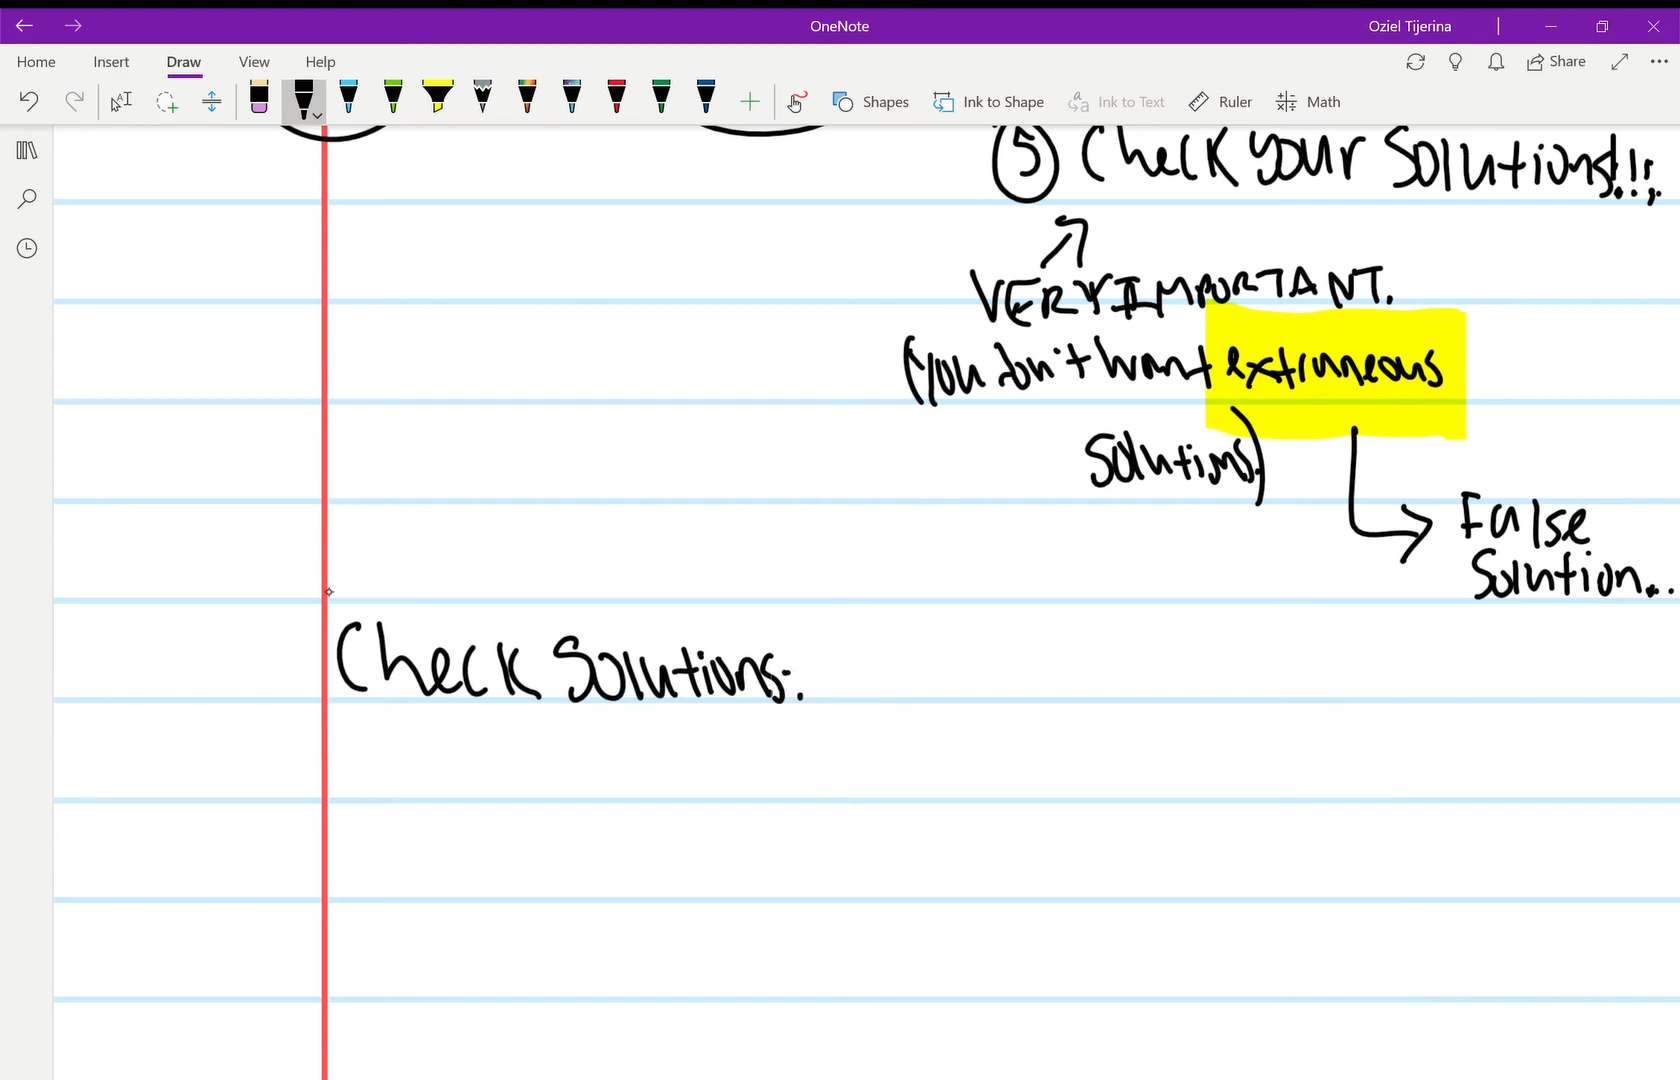 OneNote
Oziel Tijerina
Home Insert Draw View Help
Share
Shapes Ink to Shape Ink to Text Ruler Math
5 Check your Solutions!!!
VERY IMPORTANT.
(you don't want extraneous
Solutions)
False
Solution...
Check Solutions: